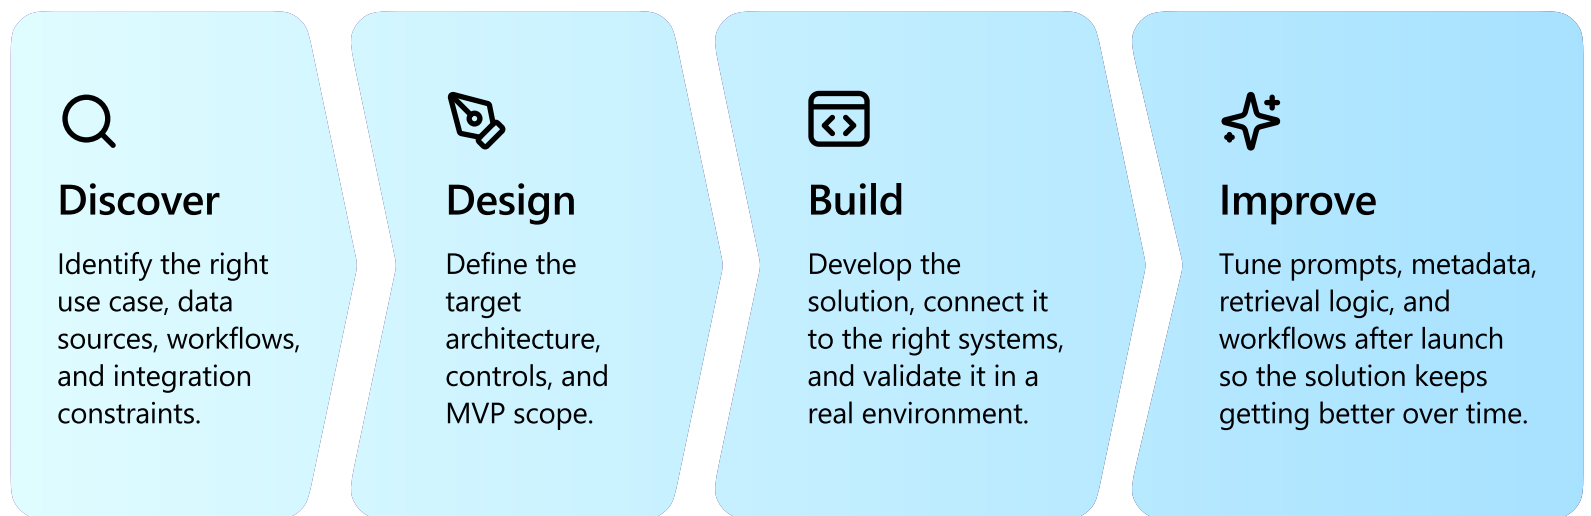 Discover
Identify the right
use case, data
sources, workflows,
and integration
constraints.
Design
Define the
target
architecture,
controls, and
MVP scope.
Build
Develop the
solution, connect it
to the right systems,
and validate it in a
real environment.
Improve
Tune prompts, metadata,
retrieval logic, and
workflows after launch
so the solution keeps
getting better over time.